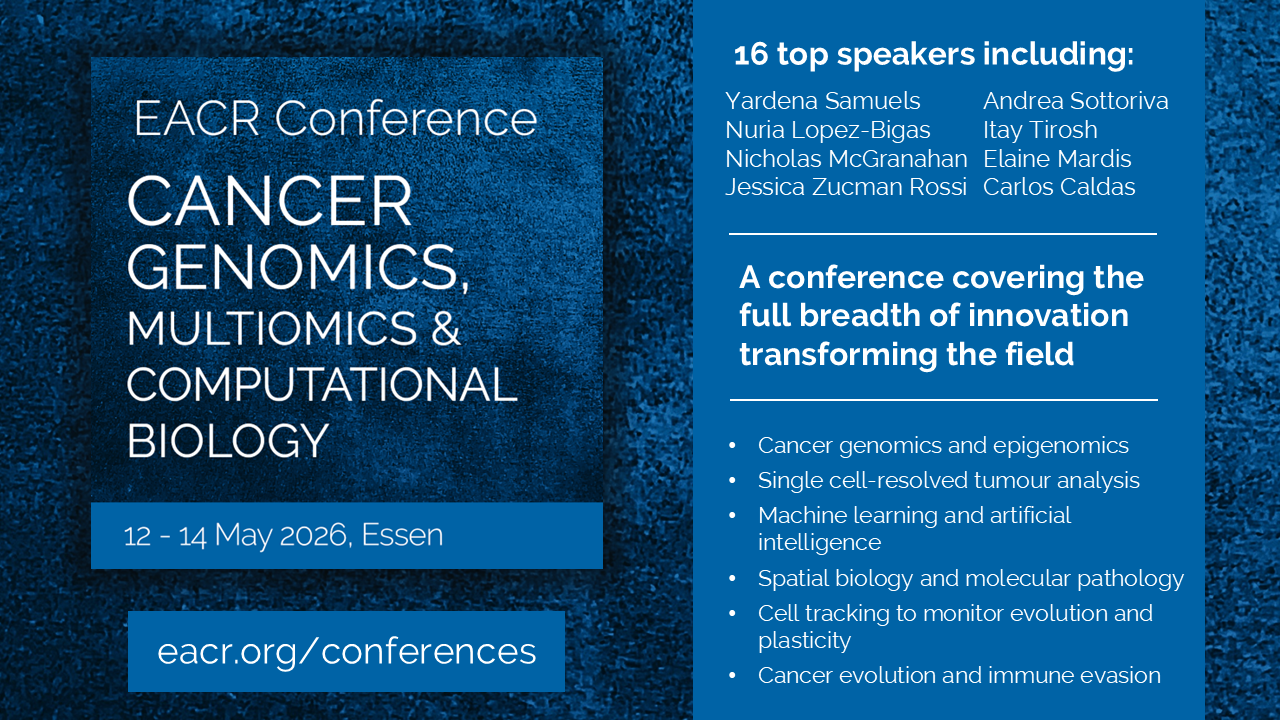 EACR Conference
CANCER
GENOMICS,
MULTIOMICS &
COMPUTATIONAL
BIOLOGY
12 - 14 May 2026, Essen
eacr.org/conferences
16 top speakers including:
Yardena Samuels
Nuria Lopez-Bigas
Nicholas McGranahan
Jessica Zucman Rossi
Andrea Sottoriva
Itay Tirosh
Elaine Mardis
Carlos Caldas
A conference covering the
full breadth of innovation
transforming the field
• Cancer genomics and epigenomics
• Single cell-resolved tumour analysis
• Machine learning and artificial
intelligence
• Spatial biology and molecular pathology
• Cell tracking to monitor evolution and
plasticity
• Cancer evolution and immune evasion